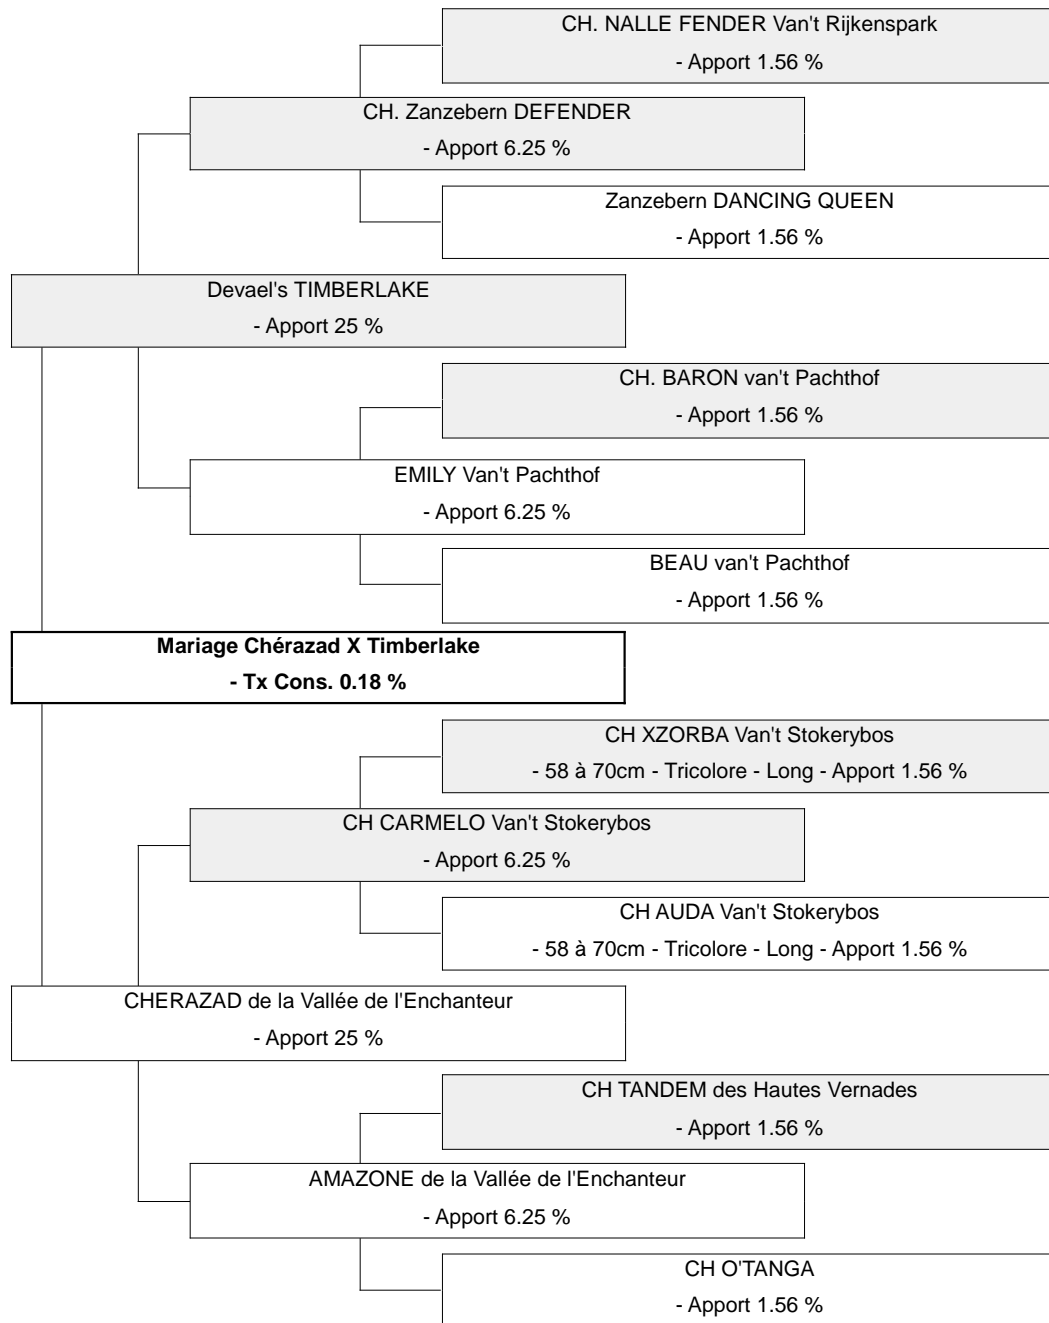 CH. NALLE FENDER Van't Rijkenspark
- Apport 1.56 %
CH. Zanzebern DEFENDER
- Apport 6.25 %
Zanzebern DANCING QUEEN
- Apport 1.56 %
Devael's TIMBERLAKE
- Apport 25 %
CH. BARON van't Pachthof
- Apport 1.56 %
EMILY Van't Pachthof
- Apport 6.25 %
BEAU van't Pachthof
- Apport 1.56 %
Mariage Chérazad X Timberlake
- Tx Cons. 0.18 %
CH XZORBA Van't Stokerybos
- 58 à 70cm - Tricolore - Long - Apport 1.56 %
CH CARMELO Van't Stokerybos
- Apport 6.25 %
CH AUDA Van't Stokerybos
- 58 à 70cm - Tricolore - Long - Apport 1.56 %
CHERAZAD de la Vallée de l'Enchanteur
- Apport 25 %
CH TANDEM des Hautes Vernades
- Apport 1.56 %
AMAZONE de la Vallée de l'Enchanteur
- Apport 6.25 %
CH O'TANGA
- Apport 1.56 %